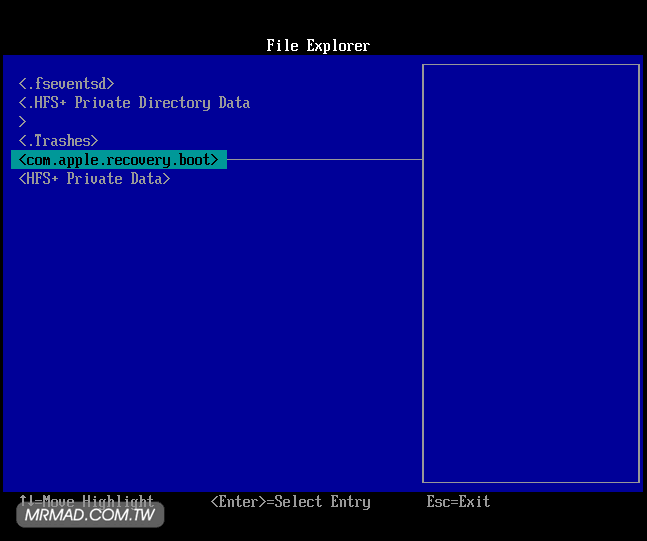 File Explorer
<.fseventsd>
<.HFS+ Private Directory Data
>
<.Trashes>
<com.apple.recovery.boot>
<HFS+ Private Data>
↑↓=Move Highlight <Enter>=Select Entry Esc=Exit
MRMAD.COM.TW